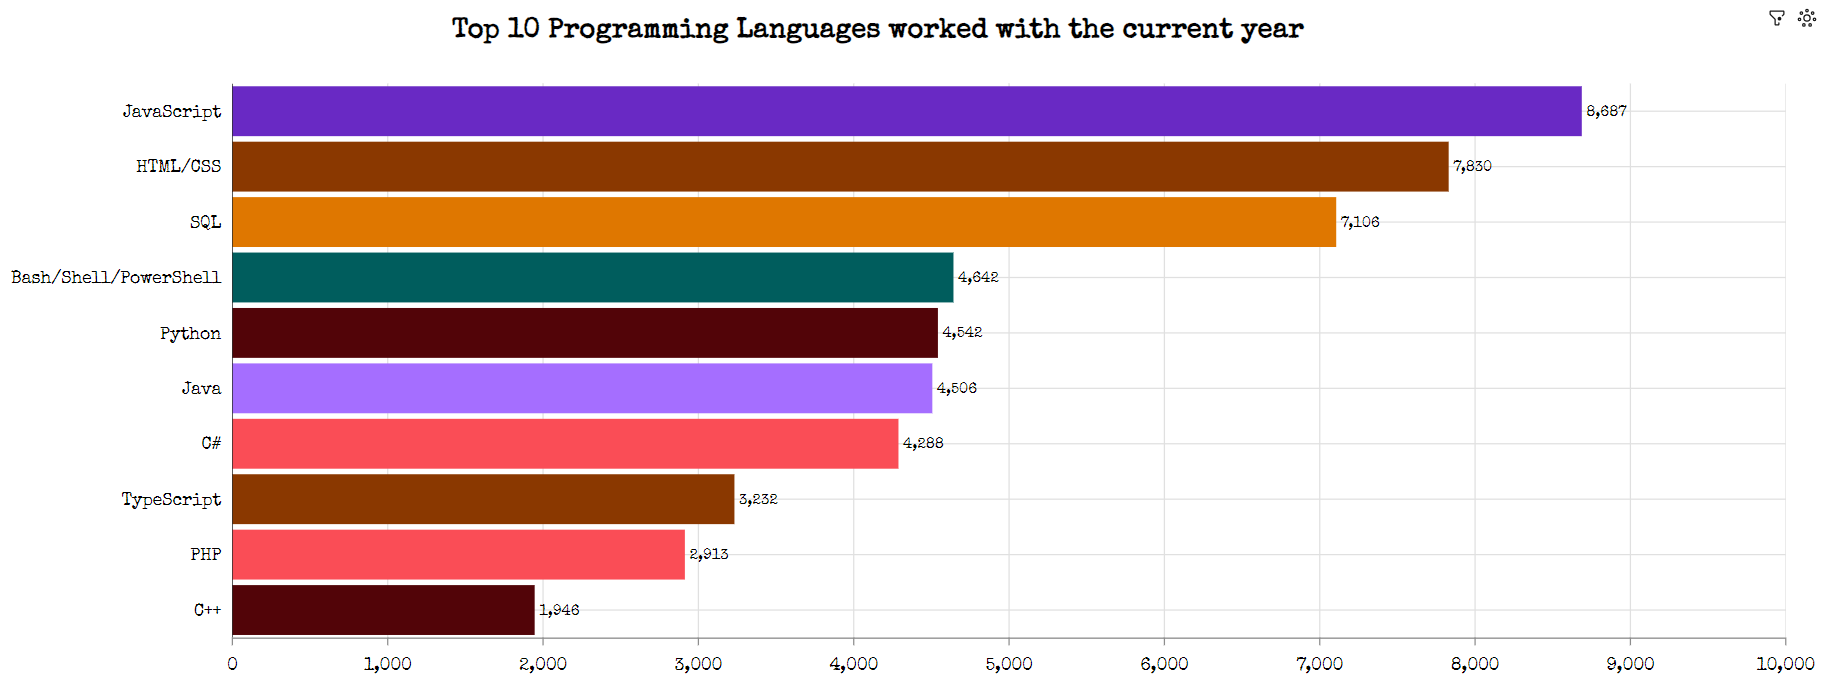 Top 10 Programming Languages worked with the current year
JavaScript 8,687
HTML/CSS 7,830
SQL 7,106
Bash/Shell/PowerShell 4,642
Python 4,542
Java 4,506
C# 4,288
TypeScript 3,232
PHP 2,913
C++ 1,946
0 1,000 2,000 3,000 4,000 5,000 6,000 7,000 8,000 9,000 10,000